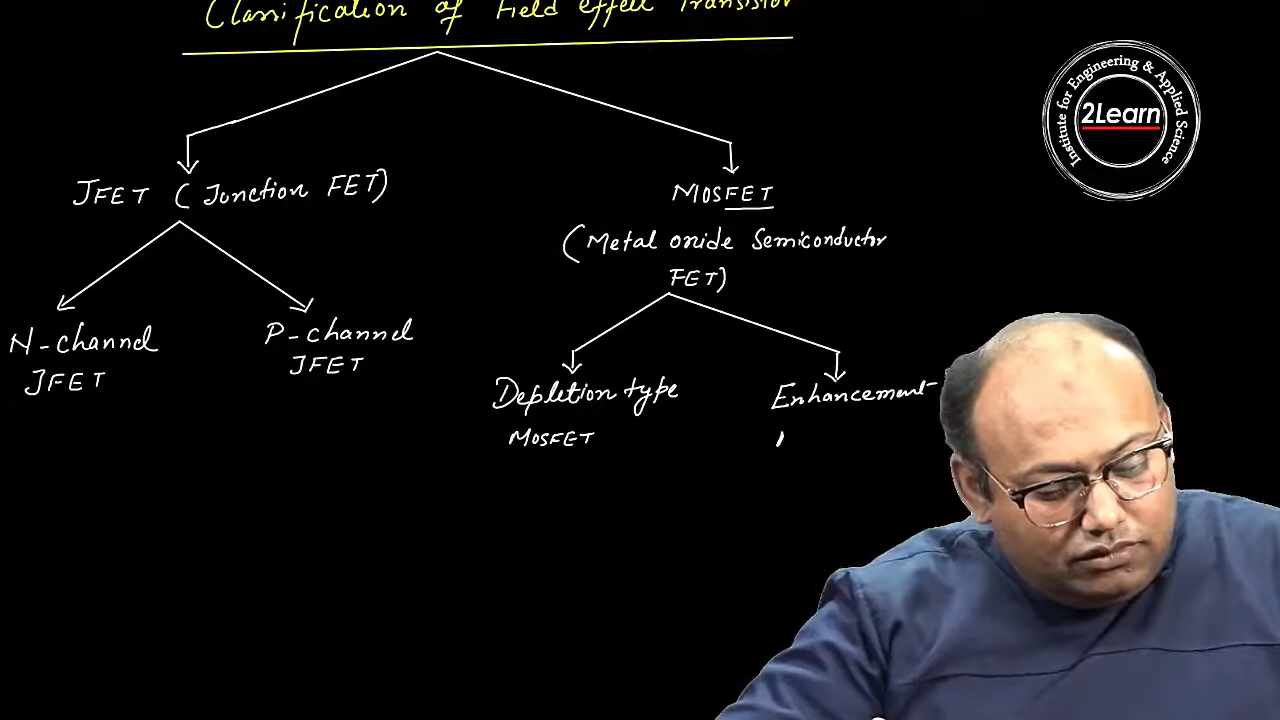 Classification of Field effect Transistor
JFET (Junction FET)
MOSFET
(Metal oxide Semiconductor
FET)
N-channel
JFET
P-channel
JFET
Depletion type
MOSFET
Enhancement
Institute for Engineering & Applied Science
2Learn